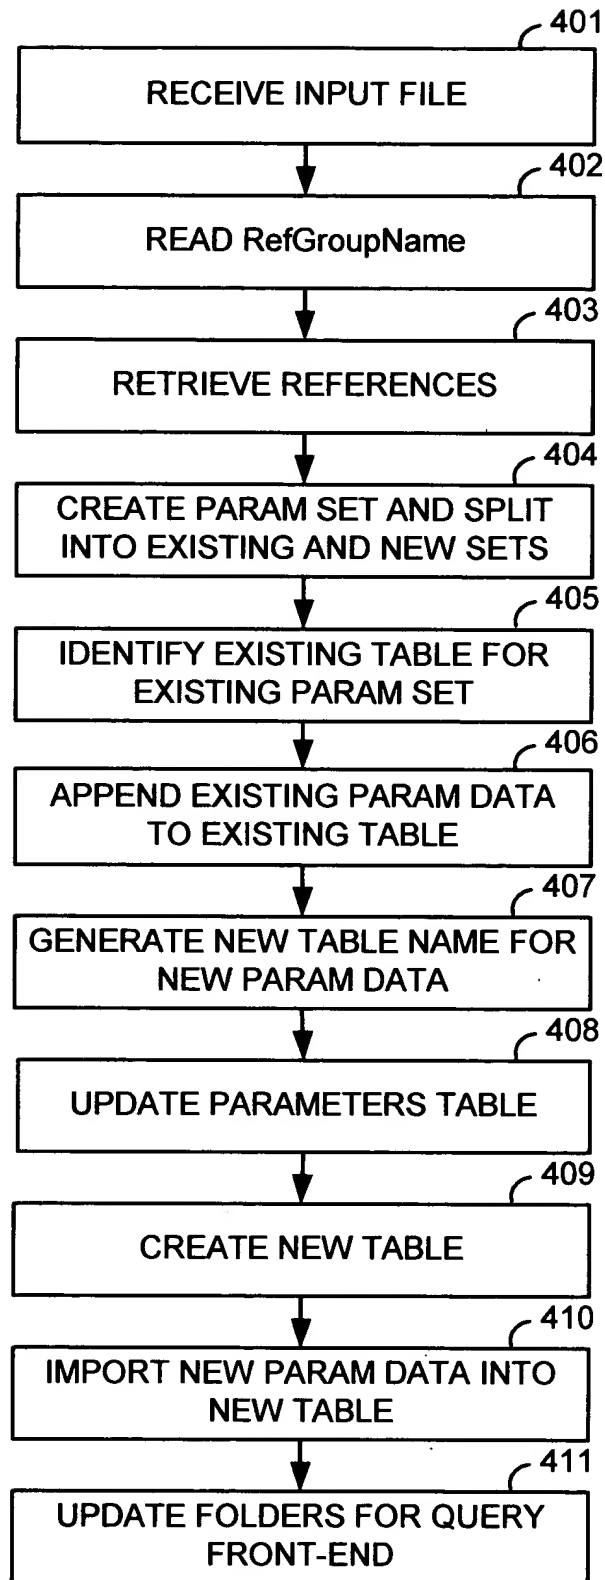 401
RECEIVE INPUT FILE
402
READ RefGroupName
403
RETRIEVE REFERENCES
404
CREATE PARAM SET AND SPLIT
INTO EXISTING AND NEW SETS
405
IDENTIFY EXISTING TABLE FOR
EXISTING PARAM SET
406
APPEND EXISTING PARAM DATA
TO EXISTING TABLE
407
GENERATE NEW TABLE NAME FOR
NEW PARAM DATA
408
UPDATE PARAMETERS TABLE
409
CREATE NEW TABLE
410
IMPORT NEW PARAM DATA INTO
NEW TABLE
411
UPDATE FOLDERS FOR QUERY
FRONT-END